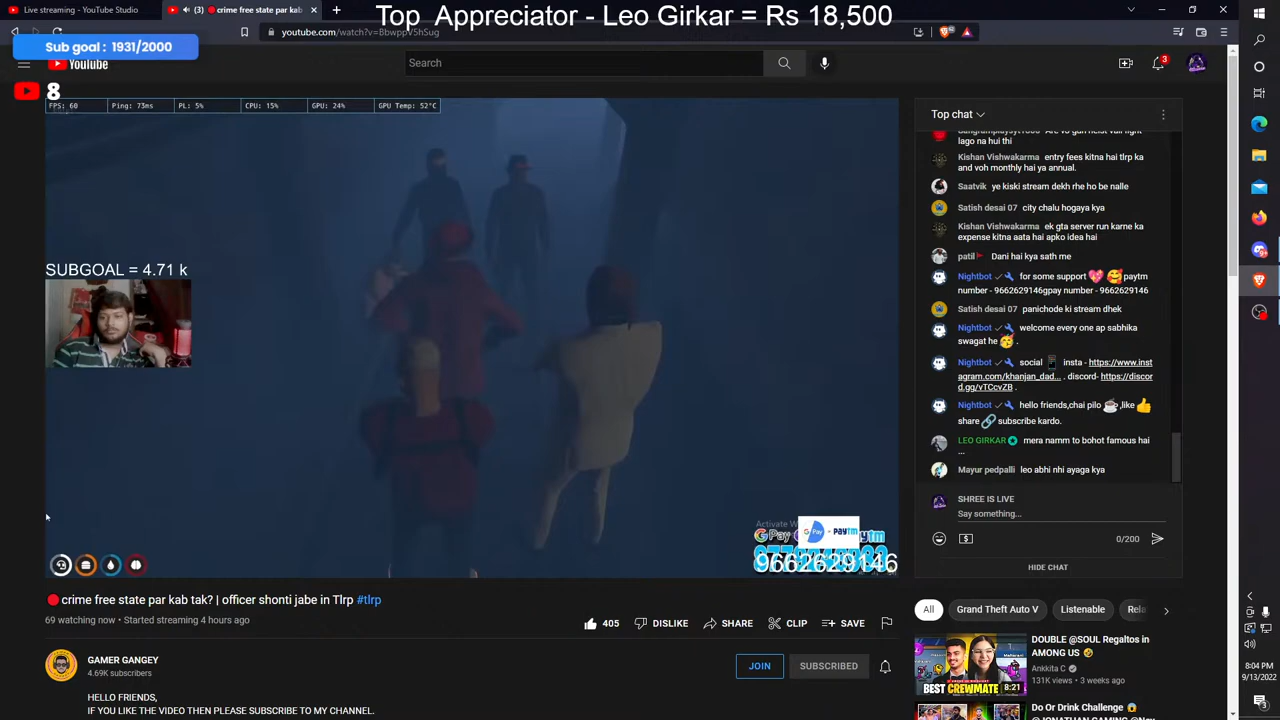 Top Appreciator - Leo Girkar = Rs 18,500
Live streaming - YouTube Studio
(3) 🔴 crime free state par kab
youtube.com/watch?v=BbwppV5hSug
Sub goal : 1931/2000
YouTube
Search
3
8
FPS: 60 Ping: 73ms PL: 5% CPU: 15% GPU: 24% GPU Temp: 52°C
SUBGOAL = 4.71 k
Activate W
G Pay
G Pay - PayTM
9662629146
Top chat
lago na hui thi
Kishan Vishwakarma entry fees kitna hai tlrp ka
and voh monthly hai ya annual.
Saatvik ye kiski stream dekh rhe ho be nalle
Satish desai 07 city chalu hogaya kya
Kishan Vishwakarma ek gta server run karne ka
expense kitna aata hai apko idea hai
patil🚩 Dani hai kya sath me
Nightbot for some support 💖 🥰 paytm
number - 9662629146gpay number - 9662629146
Satish desai 07 panichode ki stream dhek
Nightbot welcome every one ap sabhika
swagat he 🥳 .
Nightbot social 📱 insta - https://www.inst
agram.com/khanjan_dad... . discord- https://discor
d.gg/vTCcvZB .
Nightbot hello friends,chai pilo ☕,like 👍
share 🔗 subscribe kardo.
LEO GIRKAR mera namm to bohot famous hai
...
Mayur pedpalli leo abhi nhi ayaga kya
SHREE IS LIVE
Say something...
0/200
HIDE CHAT
🔴 crime free state par kab tak? | officer shonti jabe in Tlrp #tlrp
69 watching now • Started streaming 4 hours ago
405 DISLIKE SHARE CLIP SAVE
GAMER GANGEY
4.69K subscribers
JOIN SUBSCRIBED
HELLO FRIENDS,
IF YOU LIKE THE VIDEO THEN PLEASE SUBSCRIBE TO MY CHANNEL.
All Grand Theft Auto V Listenable Rela
BEST CREWMATE
8:21
DOUBLE @SOUL Regaltos in
AMONG US 🤣
Ankkita C
131K views • 3 weeks ago
Do Or Drink Challenge 😱
8:04 PM
9/13/2022